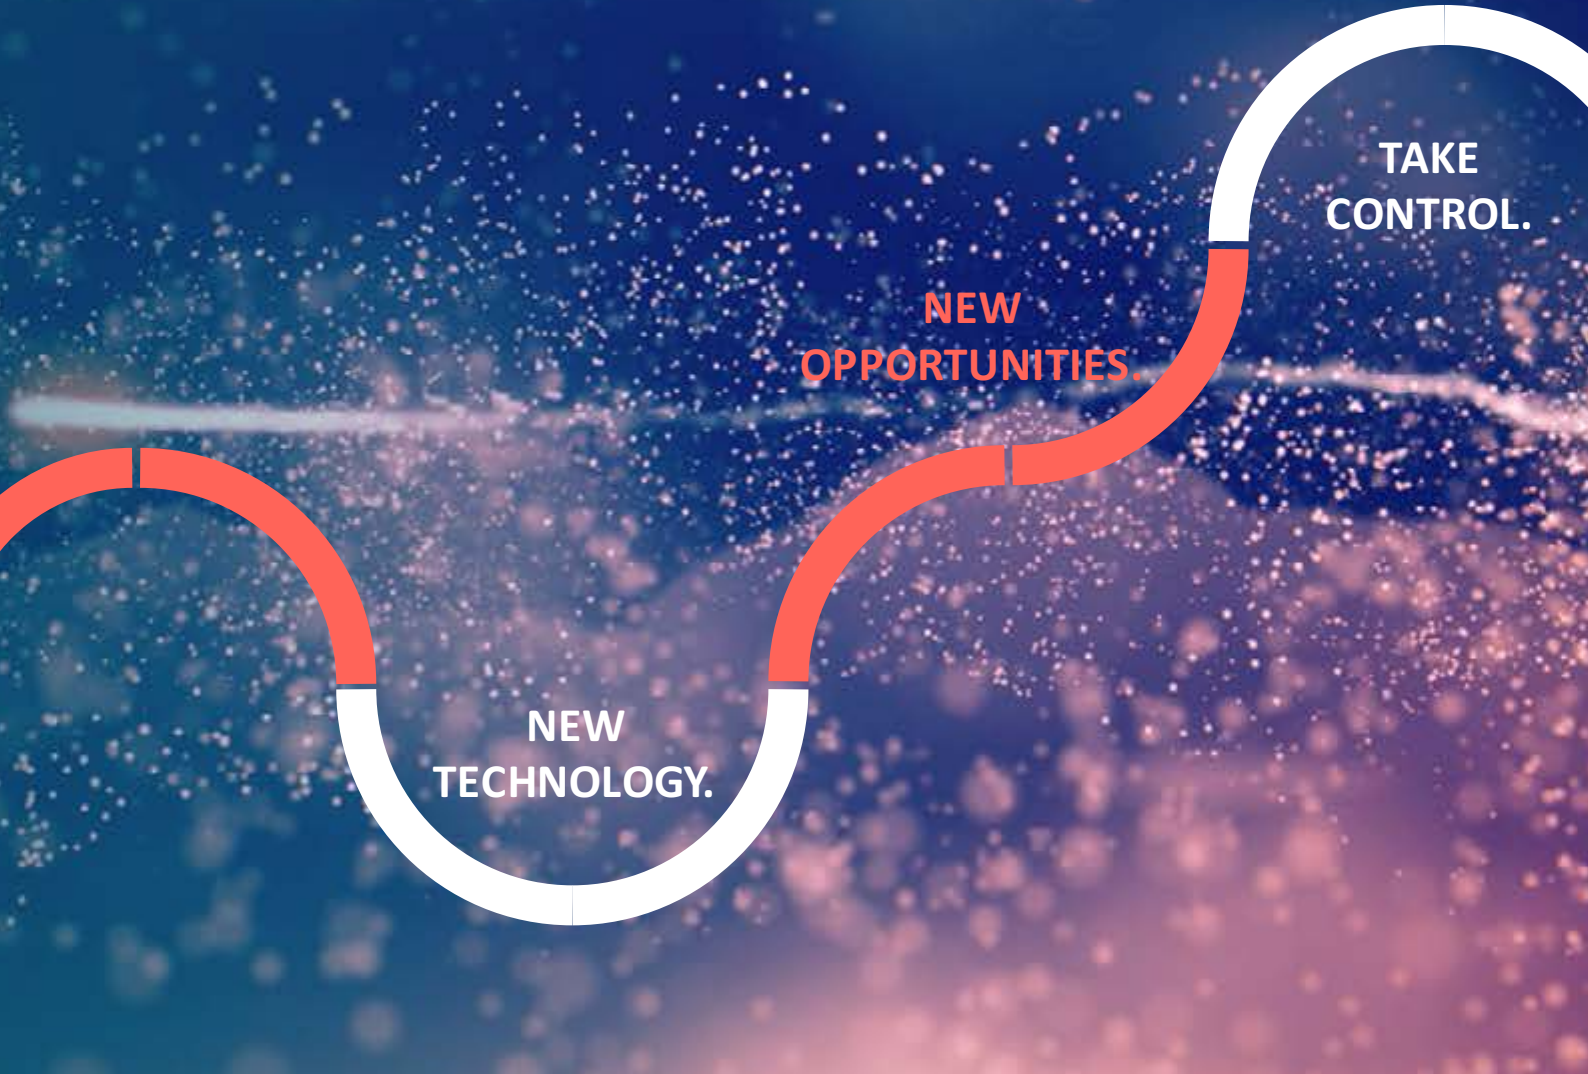 TAKE
CONTROL.
NEW
OPPORTUNITIES.
NEW
TECHNOLOGY.